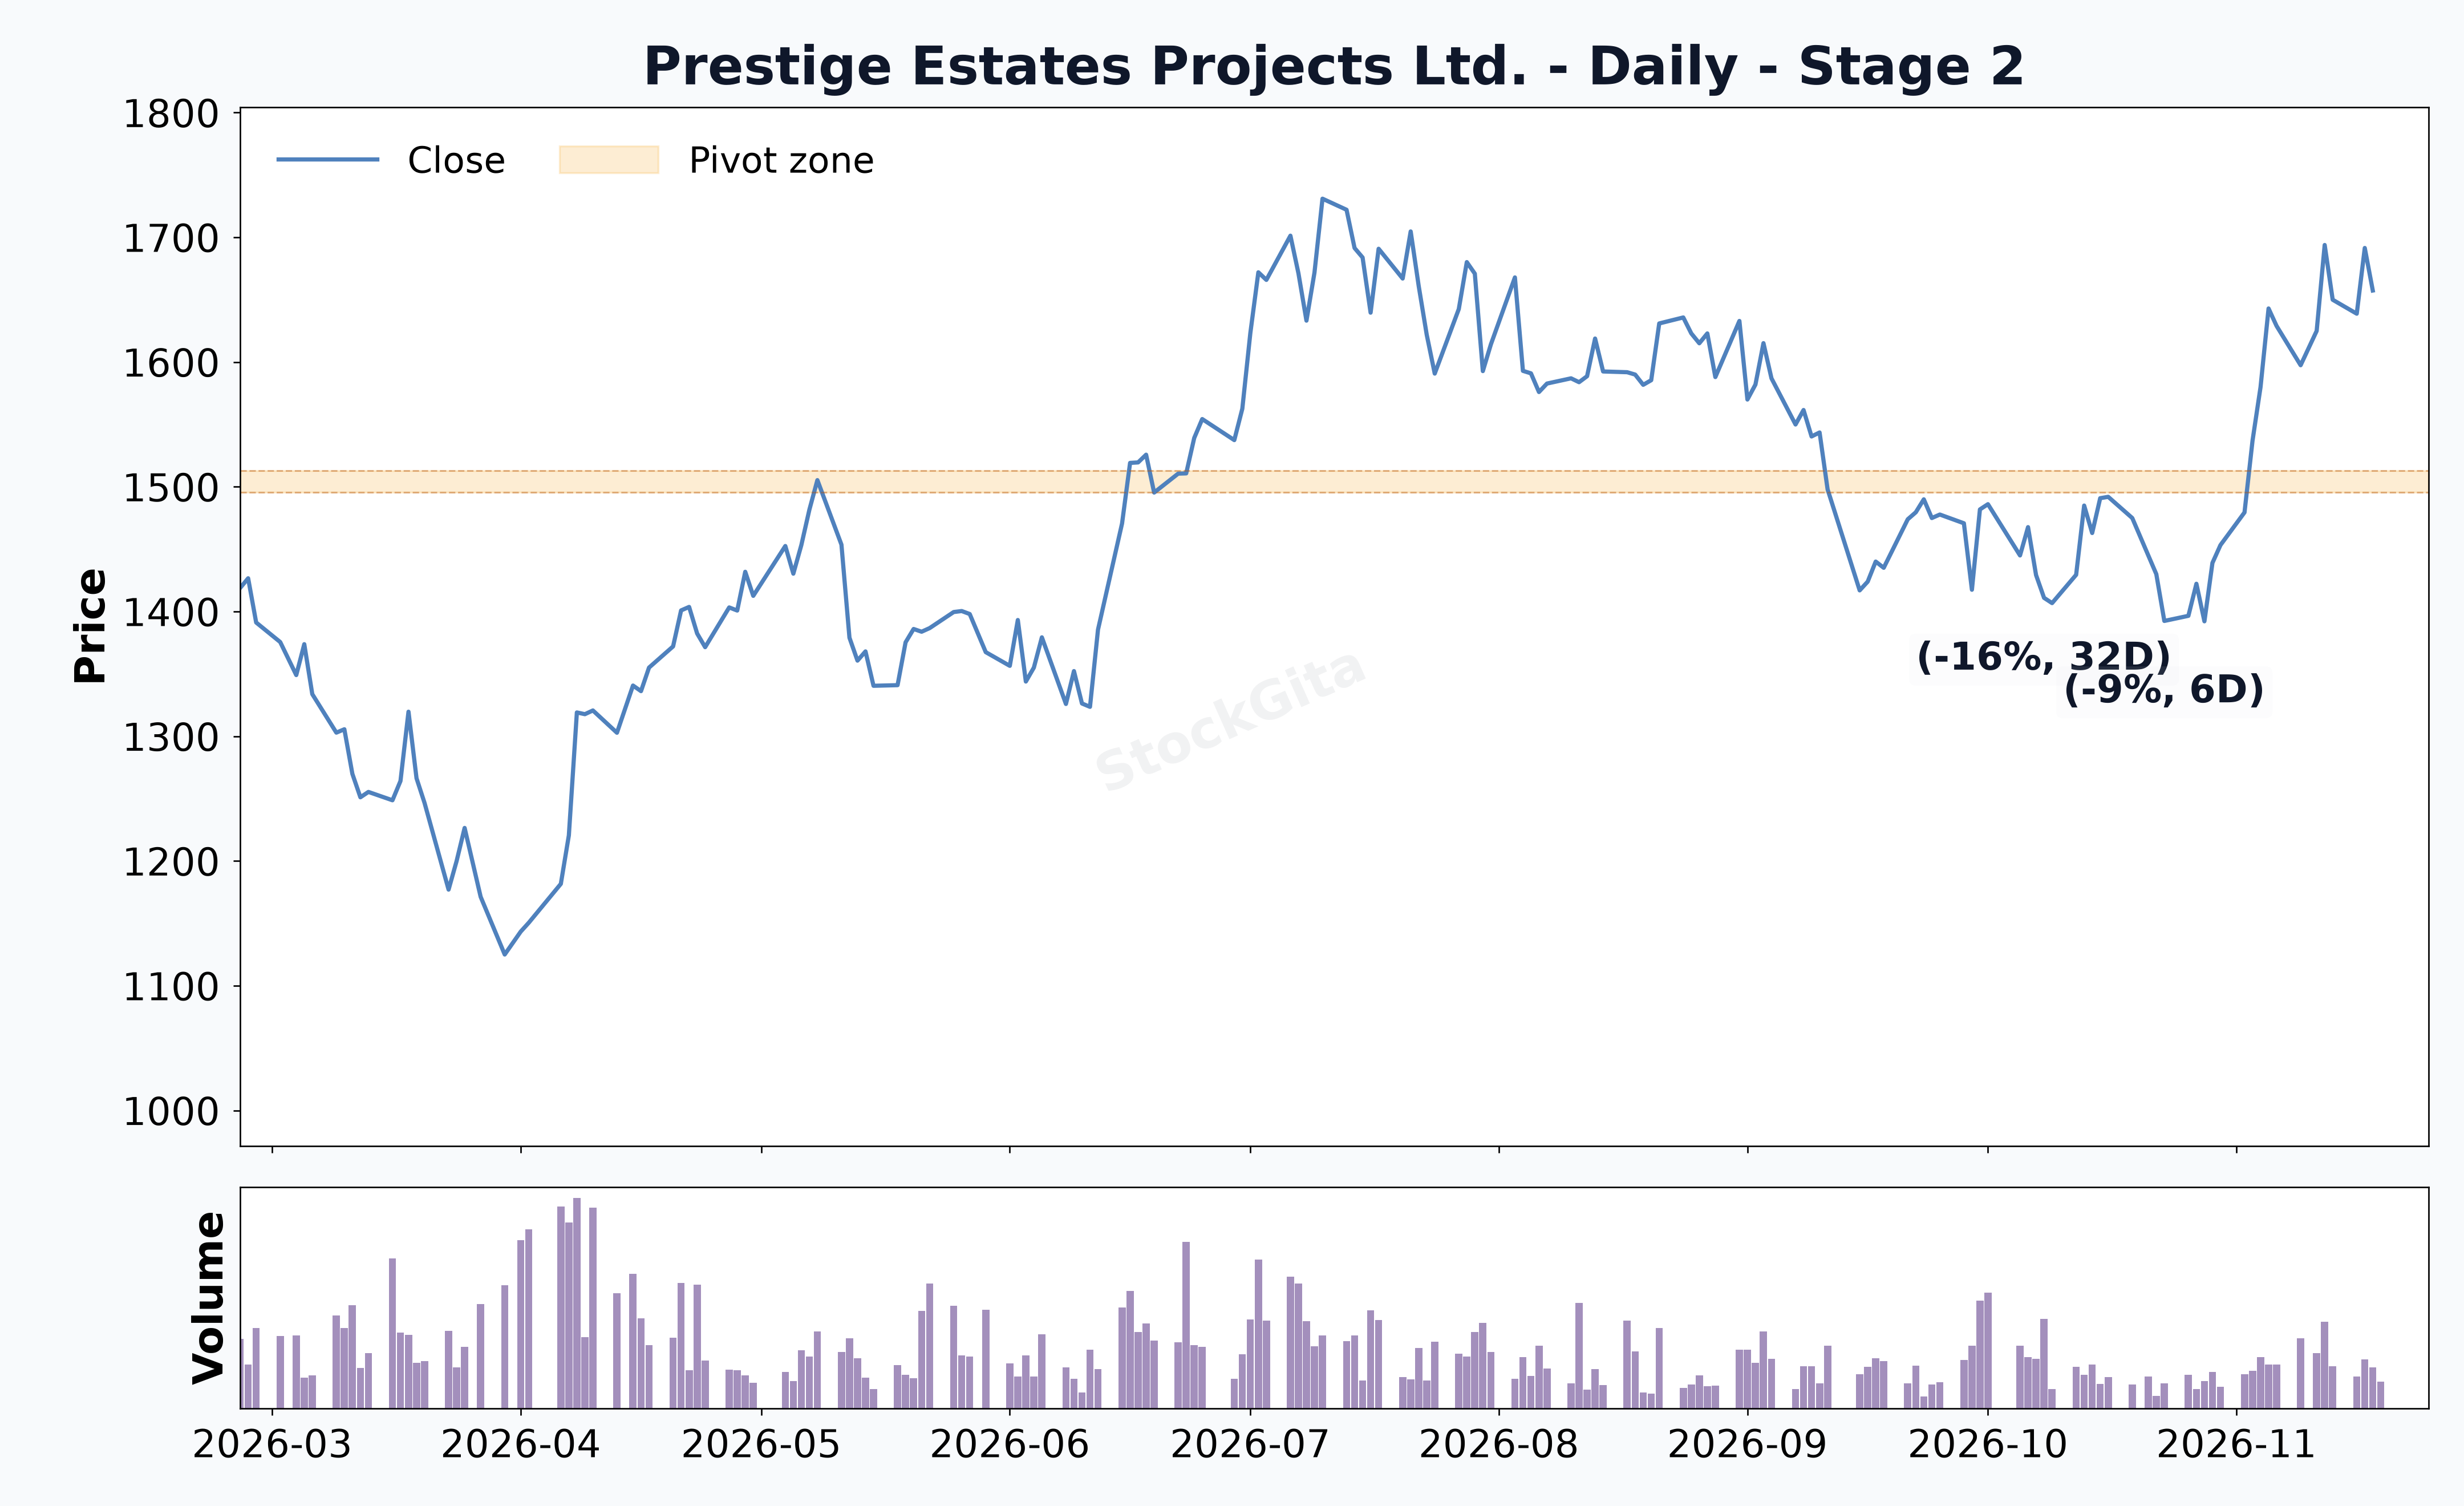 Prestige Estates Projects Ltd. - Daily - Stage 2
Close
Pivot zone
Price
1800
1700
1600
1500
1400
1300
1200
1100
1000
(-16%, 32D)
(-9%, 6D)
StockGita
Volume
2026-03
2026-04
2026-05
2026-06
2026-07
2026-08
2026-09
2026-10
2026-11